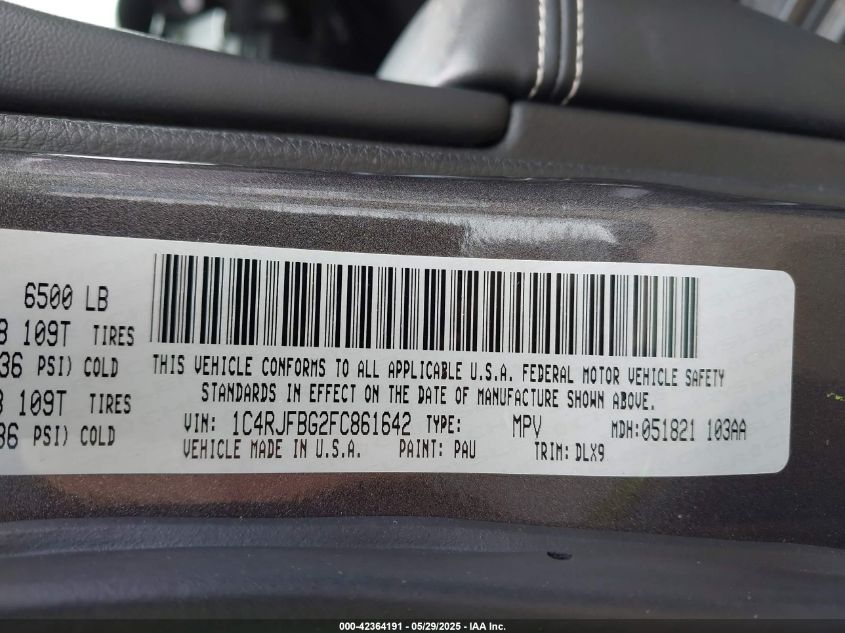 6500 LB
109T TIRES
36 PSI) COLD
109T TIRES
36 PSI) COLD
THIS VEHICLE CONFORMS TO ALL APPLICABLE U.S.A. FEDERAL MOTOR VEHICLE SAFETY
STANDARDS IN EFFECT ON THE DATE OF MANUFACTURE SHOWN ABOVE.
VIN: 1C4RJFBG2FC861642 TYPE: MPV MDH:051821 103AA
VEHICLE MADE IN U.S.A. PAINT: PAU TRIM: DLX9
000-42364191 - 05/29/2025 - IAA Inc.